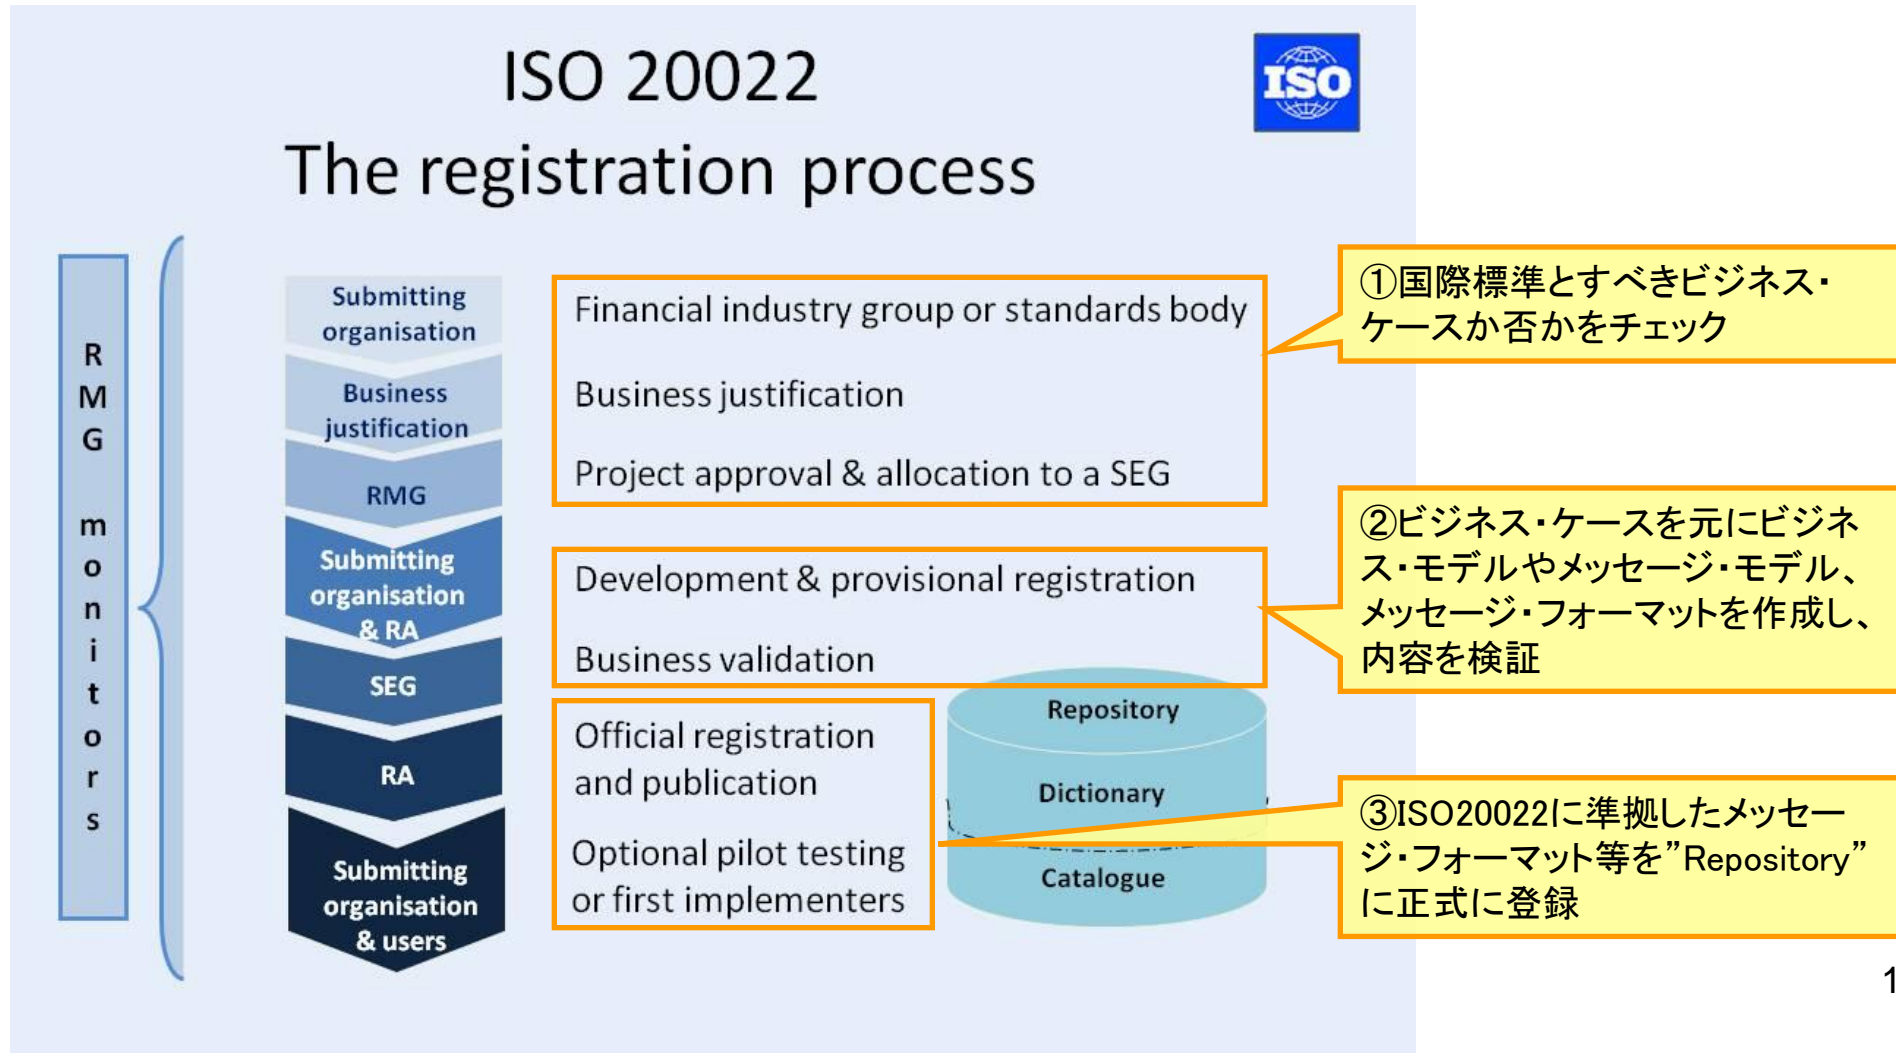 ISO 20022
The registration process
ISO
RMG monitors
Submitting
organisation
Business
justification
RMG
Submitting
organisation
& RA
SEG
RA
Submitting
organisation
& users
Financial industry group or standards body
Business justification
Project approval & allocation to a SEG
Development & provisional registration
Business validation
Official registration
and publication
Optional pilot testing
or first implementers
Repository
Dictionary
Catalogue
①国際標準とすべきビジネス・
ケースか否かをチェック
②ビジネス・ケースを元にビジネ
ス・モデルやメッセージ・モデル、
メッセージ・フォーマットを作成し、
内容を検証
③ISO20022に準拠したメッセー
ジ・フォーマット等を”Repository”
に正式に登録
1